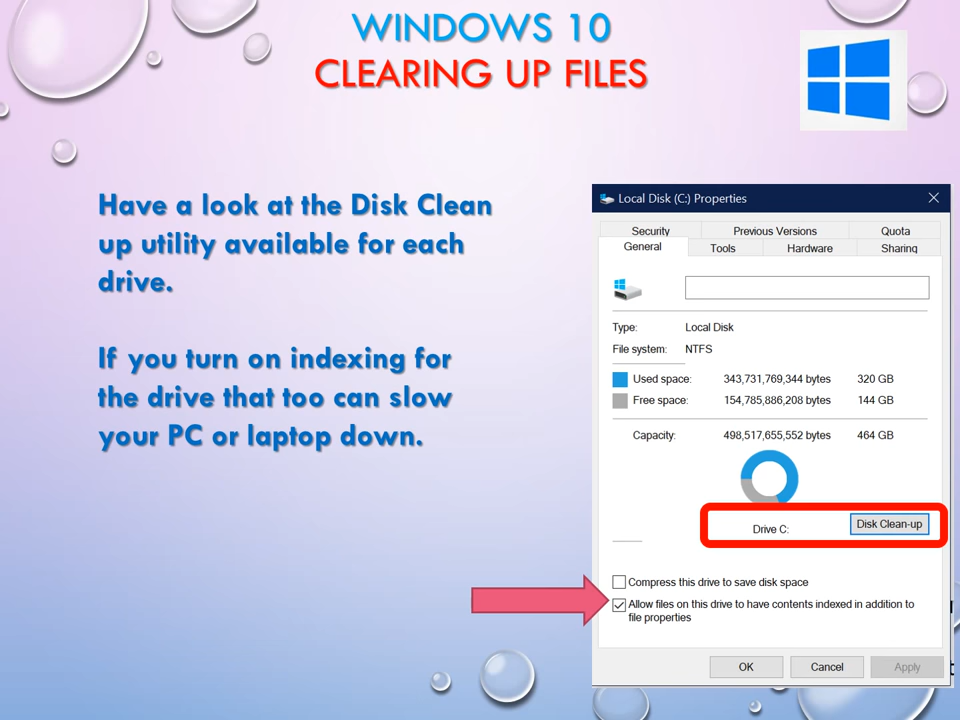 WINDOWS 10
CLEARING UP FILES
Have a look at the Disk Clean
up utility available for each
drive.
If you turn on indexing for
the drive that too can slow
your PC or laptop down.
Local Disk (C:) Properties
Security Previous Versions Quota
General Tools Hardware Sharing
Type: Local Disk
File system: NTFS
Used space: 343,731,769,344 bytes 320 GB
Free space: 154,785,886,208 bytes 144 GB
Capacity: 498,517,655,552 bytes 464 GB
Drive C: Disk Clean-up
Compress this drive to save disk space
Allow files on this drive to have contents indexed in addition to
file properties
OK Cancel Apply